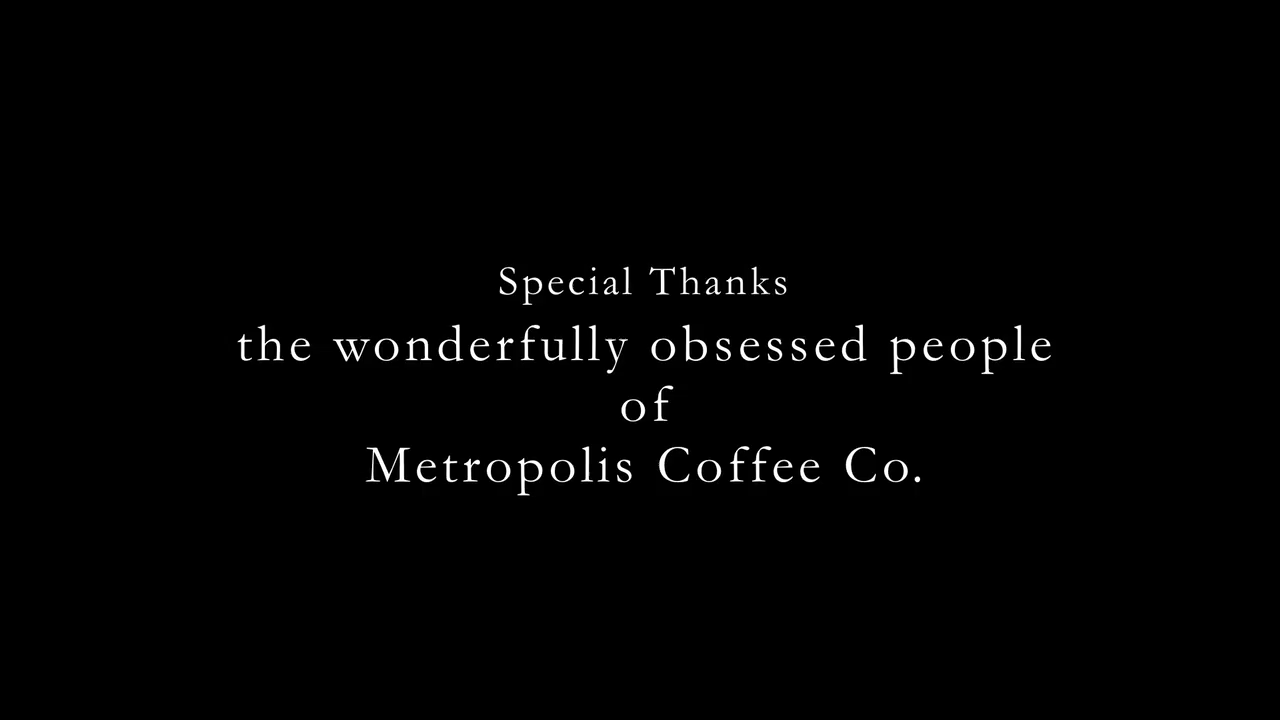 Special Thanks
the wonderfully obsessed people
of
Metropolis Coffee Co.